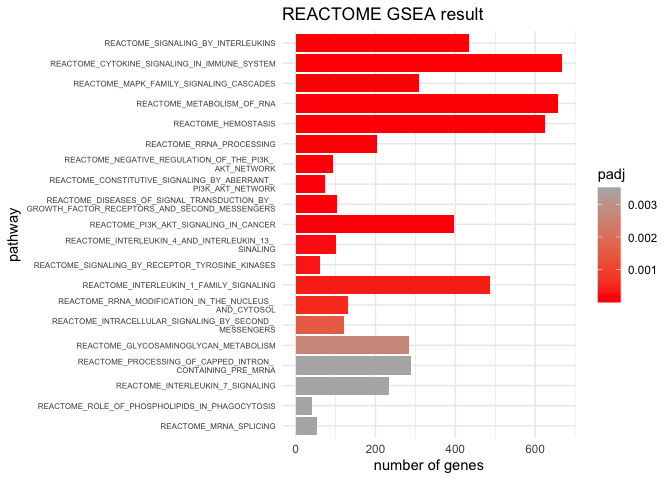 REACTOME GSEA result
REACTOME_SIGNALING_BY_INTERLEUKINS
REACTOME_CYTOKINE_SIGNALING_IN_IMMUNE_SYSTEM
REACTOME_MAPK_FAMILY_SIGNALING_CASCADES
REACTOME_METABOLISM_OF_RNA
REACTOME_HEMOSTASIS
REACTOME_RRNA_PROCESSING
REACTOME_NEGATIVE_REGULATION_OF_THE_PI3K_
AKT_NETWORK
REACTOME_CONSTITUTIVE_SIGNALING_BY_ABERRANT_
PI3K_AKT_NETWORK
REACTOME_DISEASES_OF_SIGNAL_TRANSDUCTION_BY_
GROWTH_FACTOR_RECEPTORS_AND_SECOND_MESSENGERS
REACTOME_PI3K_AKT_SIGNALING_IN_CANCER
REACTOME_INTERLEUKIN_4_AND_INTERLEUKIN_13_
SINALING
REACTOME_SIGNALING_BY_RECEPTOR_TYROSINE_KINASES
REACTOME_INTERLEUKIN_1_FAMILY_SIGNALING
REACTOME_RRNA_MODIFICATION_IN_THE_NUCLEUS_
AND_CYTOSOL
REACTOME_INTRACELLULAR_SIGNALING_BY_SECOND_
MESSENGERS
REACTOME_GLYCOSAMINOGLYCAN_METABOLISM
REACTOME_PROCESSING_OF_CAPPED_INTRON_
CONTAINING_PRE_MRNA
REACTOME_INTERLEUKIN_7_SIGNALING
REACTOME_ROLE_OF_PHOSPHOLIPIDS_IN_PHAGOCYTOSIS
REACTOME_MRNA_SPLICING
pathway
0 200 400 600
number of genes
padj
0.003
0.002
0.001